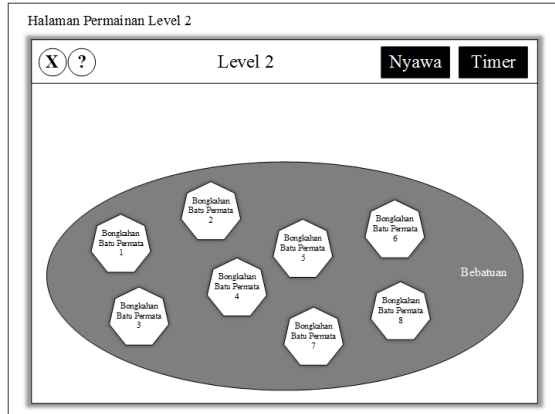 Halaman Permainan Level 2
X ? Level 2 Nyawa Timer
Bongkahan
Batu Permata
1
Bongkahan
Batu Permata
2
Bongkahan
Batu Permata
3
Bongkahan
Batu Permata
4
Bongkahan
Batu Permata
5
Bongkahan
Batu Permata
6
Bongkahan
Batu Permata
7
Bongkahan
Batu Permata
8
Bebatuan